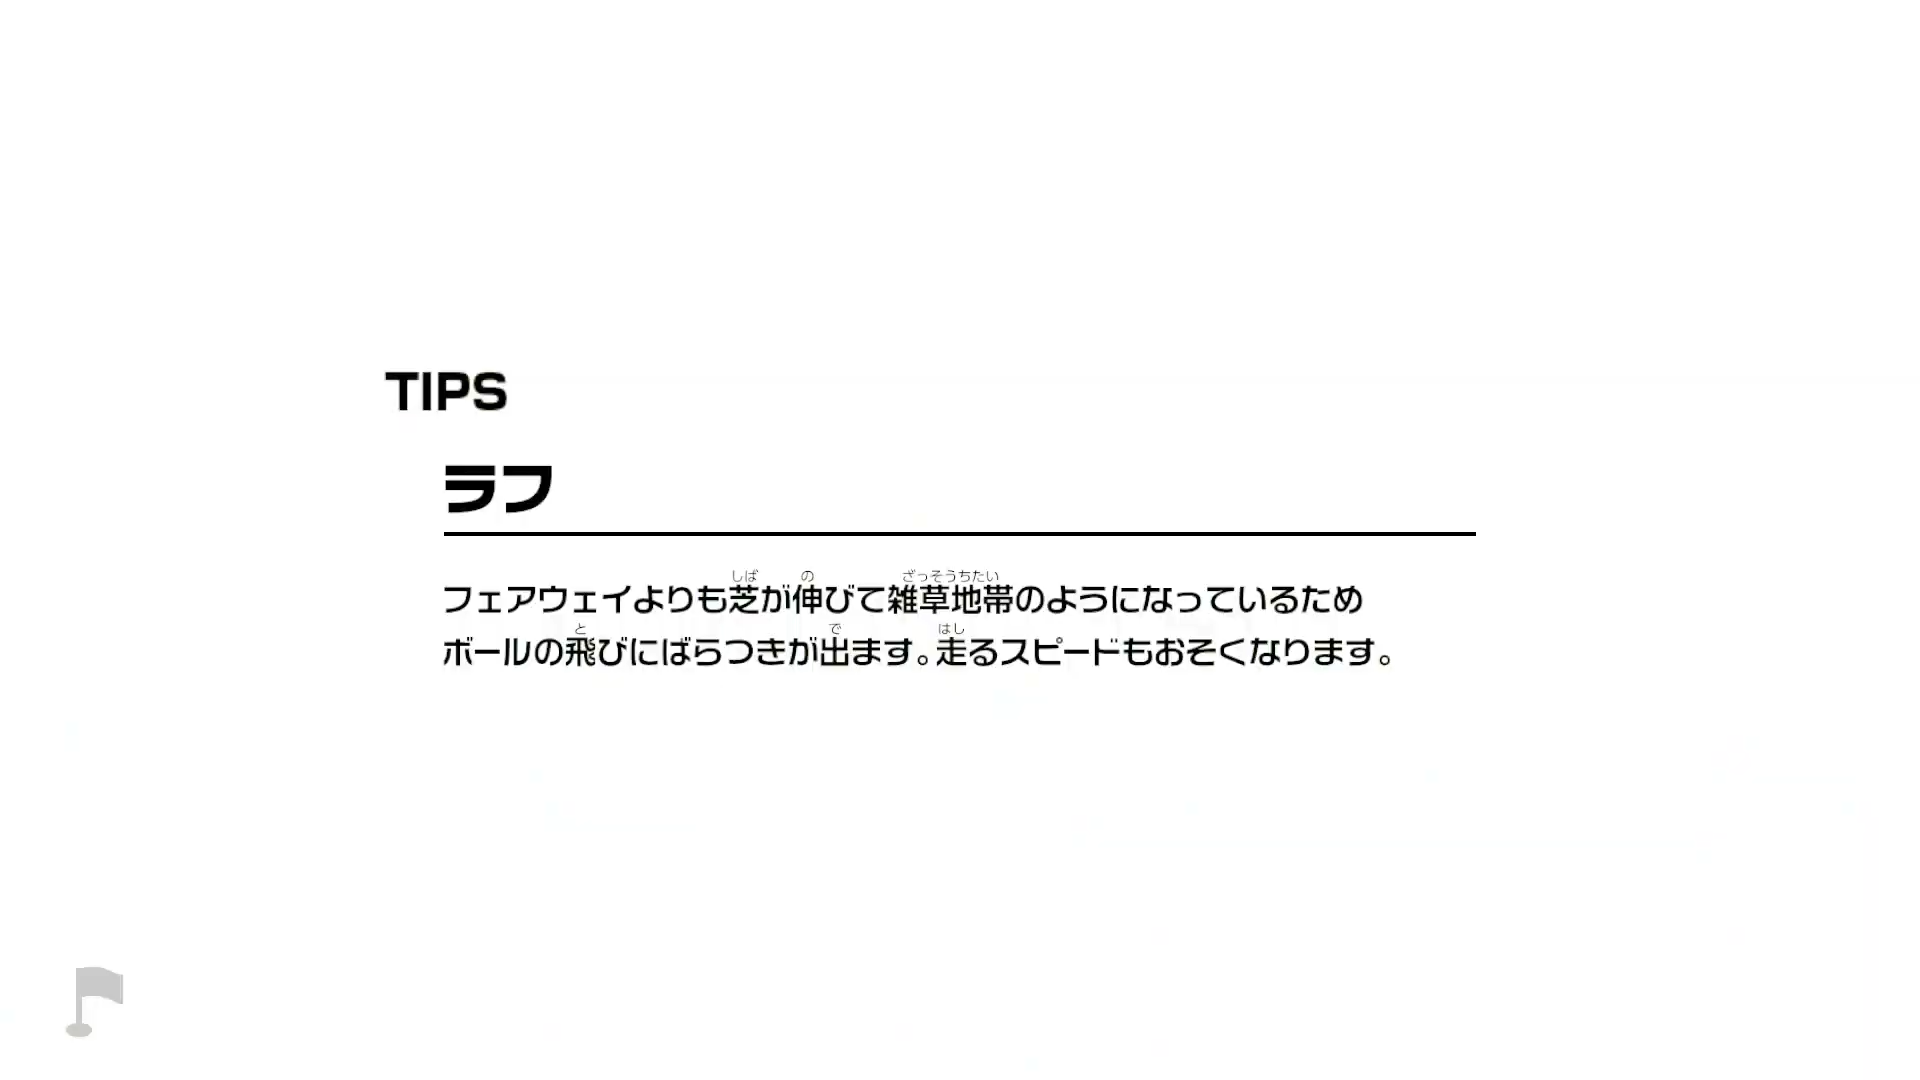 TIPS
ラフ
フェアウェイよりも芝が伸びて雑草地帯のようになっているため
ボールの飛びにばらつきが出ます。走るスピードもおそくなります。